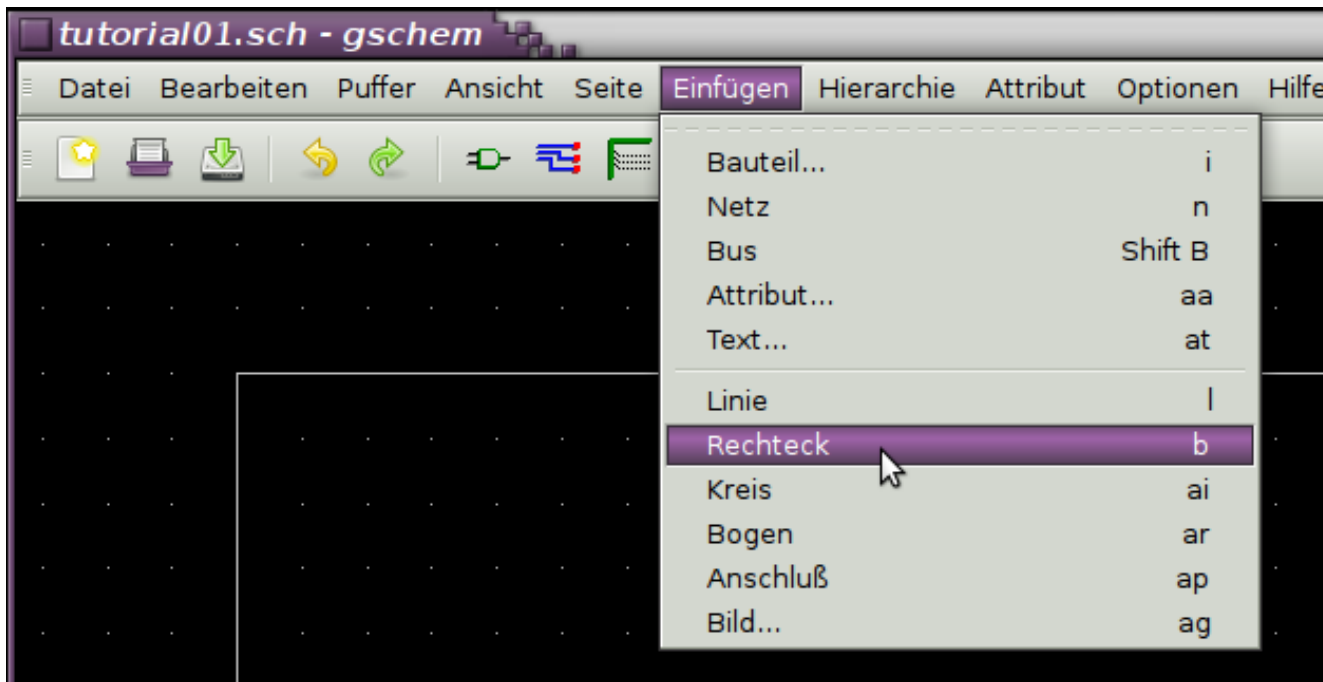 tutorial01.sch - gschem
Datei Bearbeiten Puffer Ansicht Seite Einfügen Hierarchie Attribut Optionen Hilfe
Bauteil... i
Netz n
Bus Shift B
Attribut... aa
Text... at
Linie l
Rechteck b
Kreis ai
Bogen ar
Anschluß ap
Bild... ag